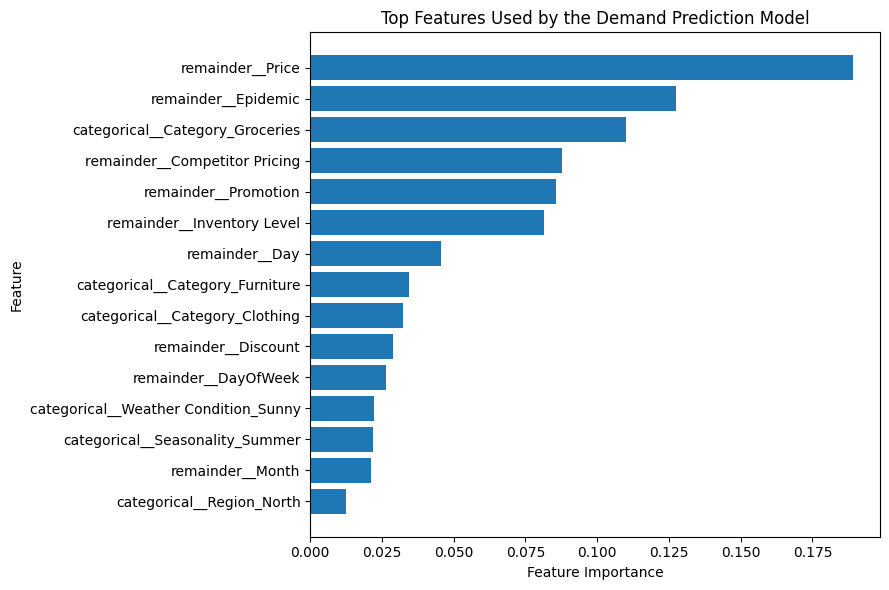 Top Features Used by the Demand Prediction Model
remainder__Price
remainder__Epidemic
categorical__Category_Groceries
remainder__Competitor Pricing
remainder__Promotion
remainder__Inventory Level
remainder__Day
categorical__Category_Furniture
categorical__Category_Clothing
remainder__Discount
remainder__DayOfWeek
categorical__Weather Condition_Sunny
categorical__Seasonality_Summer
remainder__Month
categorical__Region_North
Feature
0.000 0.025 0.050 0.075 0.100 0.125 0.150 0.175
Feature Importance